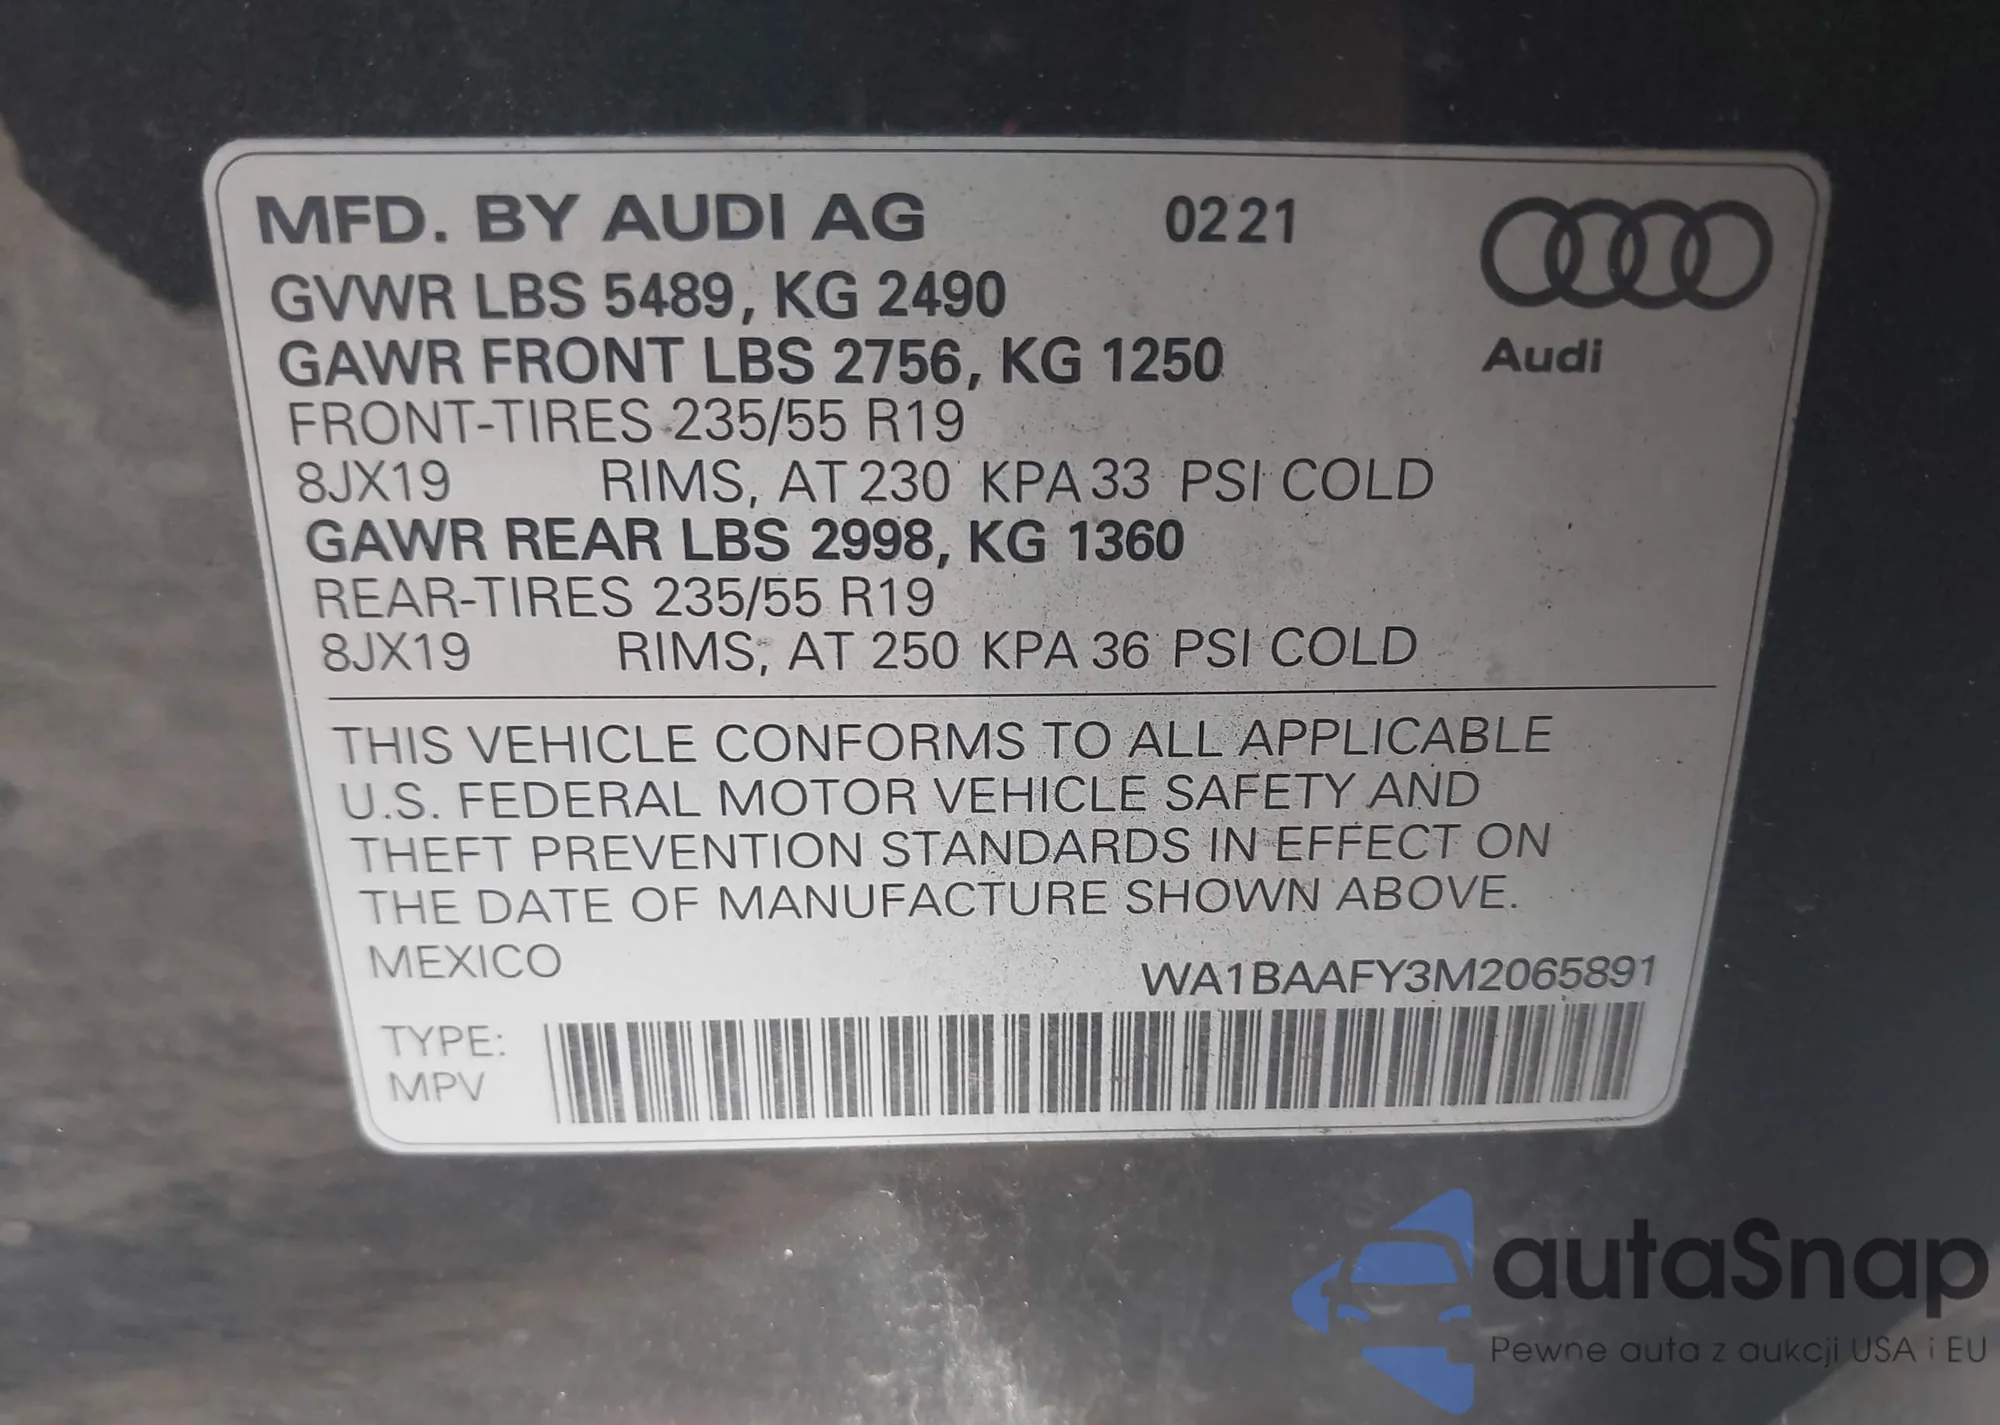 MFD. BY AUDI AG 0221
GVWR LBS 5489, KG 2490
GAWR FRONT LBS 2756, KG 1250
Audi
FRONT-TIRES 235/55 R19
8JX19 RIMS, AT 230 KPA 33 PSI COLD
GAWR REAR LBS 2998, KG 1360
REAR-TIRES 235/55 R19
8JX19 RIMS, AT 250 KPA 36 PSI COLD
THIS VEHICLE CONFORMS TO ALL APPLICABLE
U.S. FEDERAL MOTOR VEHICLE SAFETY AND
THEFT PREVENTION STANDARDS IN EFFECT ON
THE DATE OF MANUFACTURE SHOWN ABOVE.
MEXICO
WA1BAAFY3M2065891
TYPE:
MPV
autaSnap
Pewne auta z aukcji USA i EU